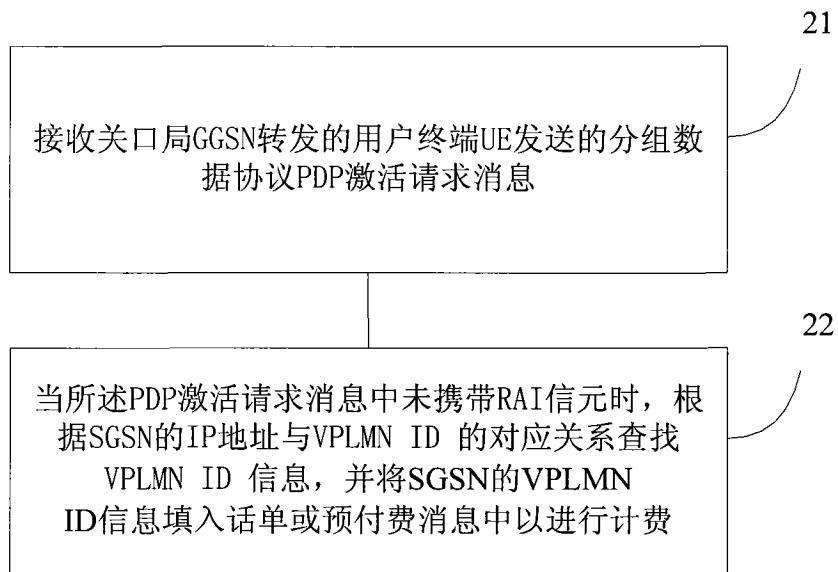 21
接收关口局GGSN转发的用户终端UE发送的分组数
据协议PDP激活请求消息
22
当所述PDP激活请求消息中未携带RAI信元时，根
据SGSN的IP地址与VPLMN ID 的对应关系查找
VPLMN ID 信息，并将SGSN的VPLMN
ID信息填入话单或预付费消息中以进行计费